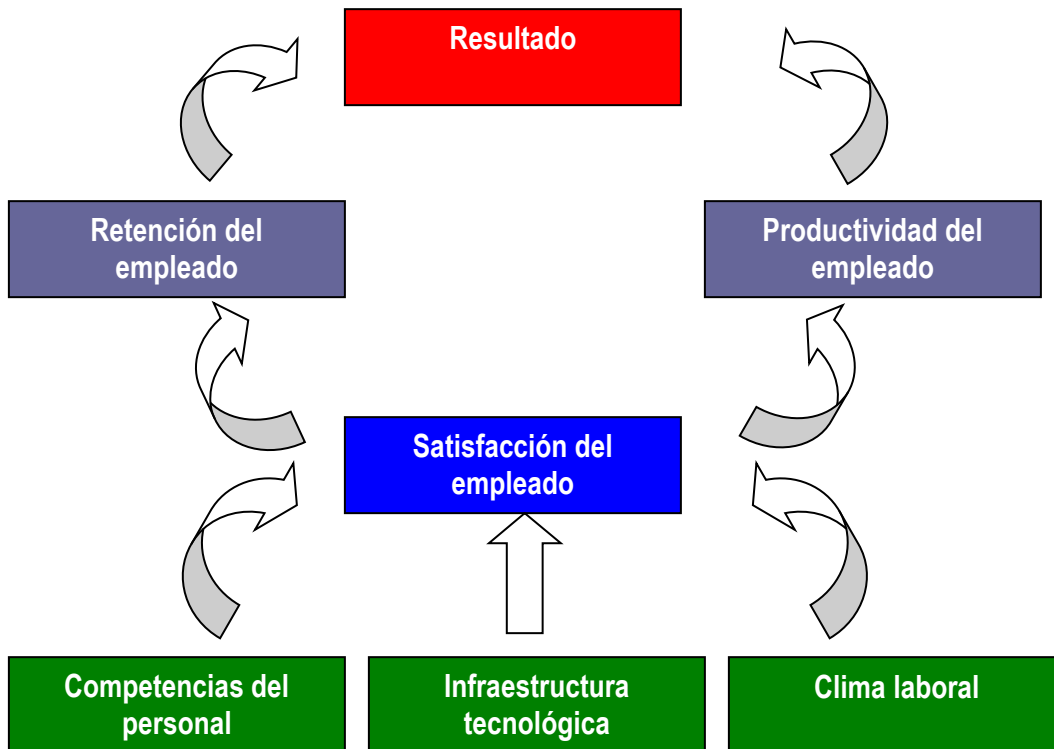 Resultado
Retención del
empleado
Productividad del
empleado
Satisfacción del
empleado
Competencias del
personal
Infraestructura
tecnológica
Clima laboral